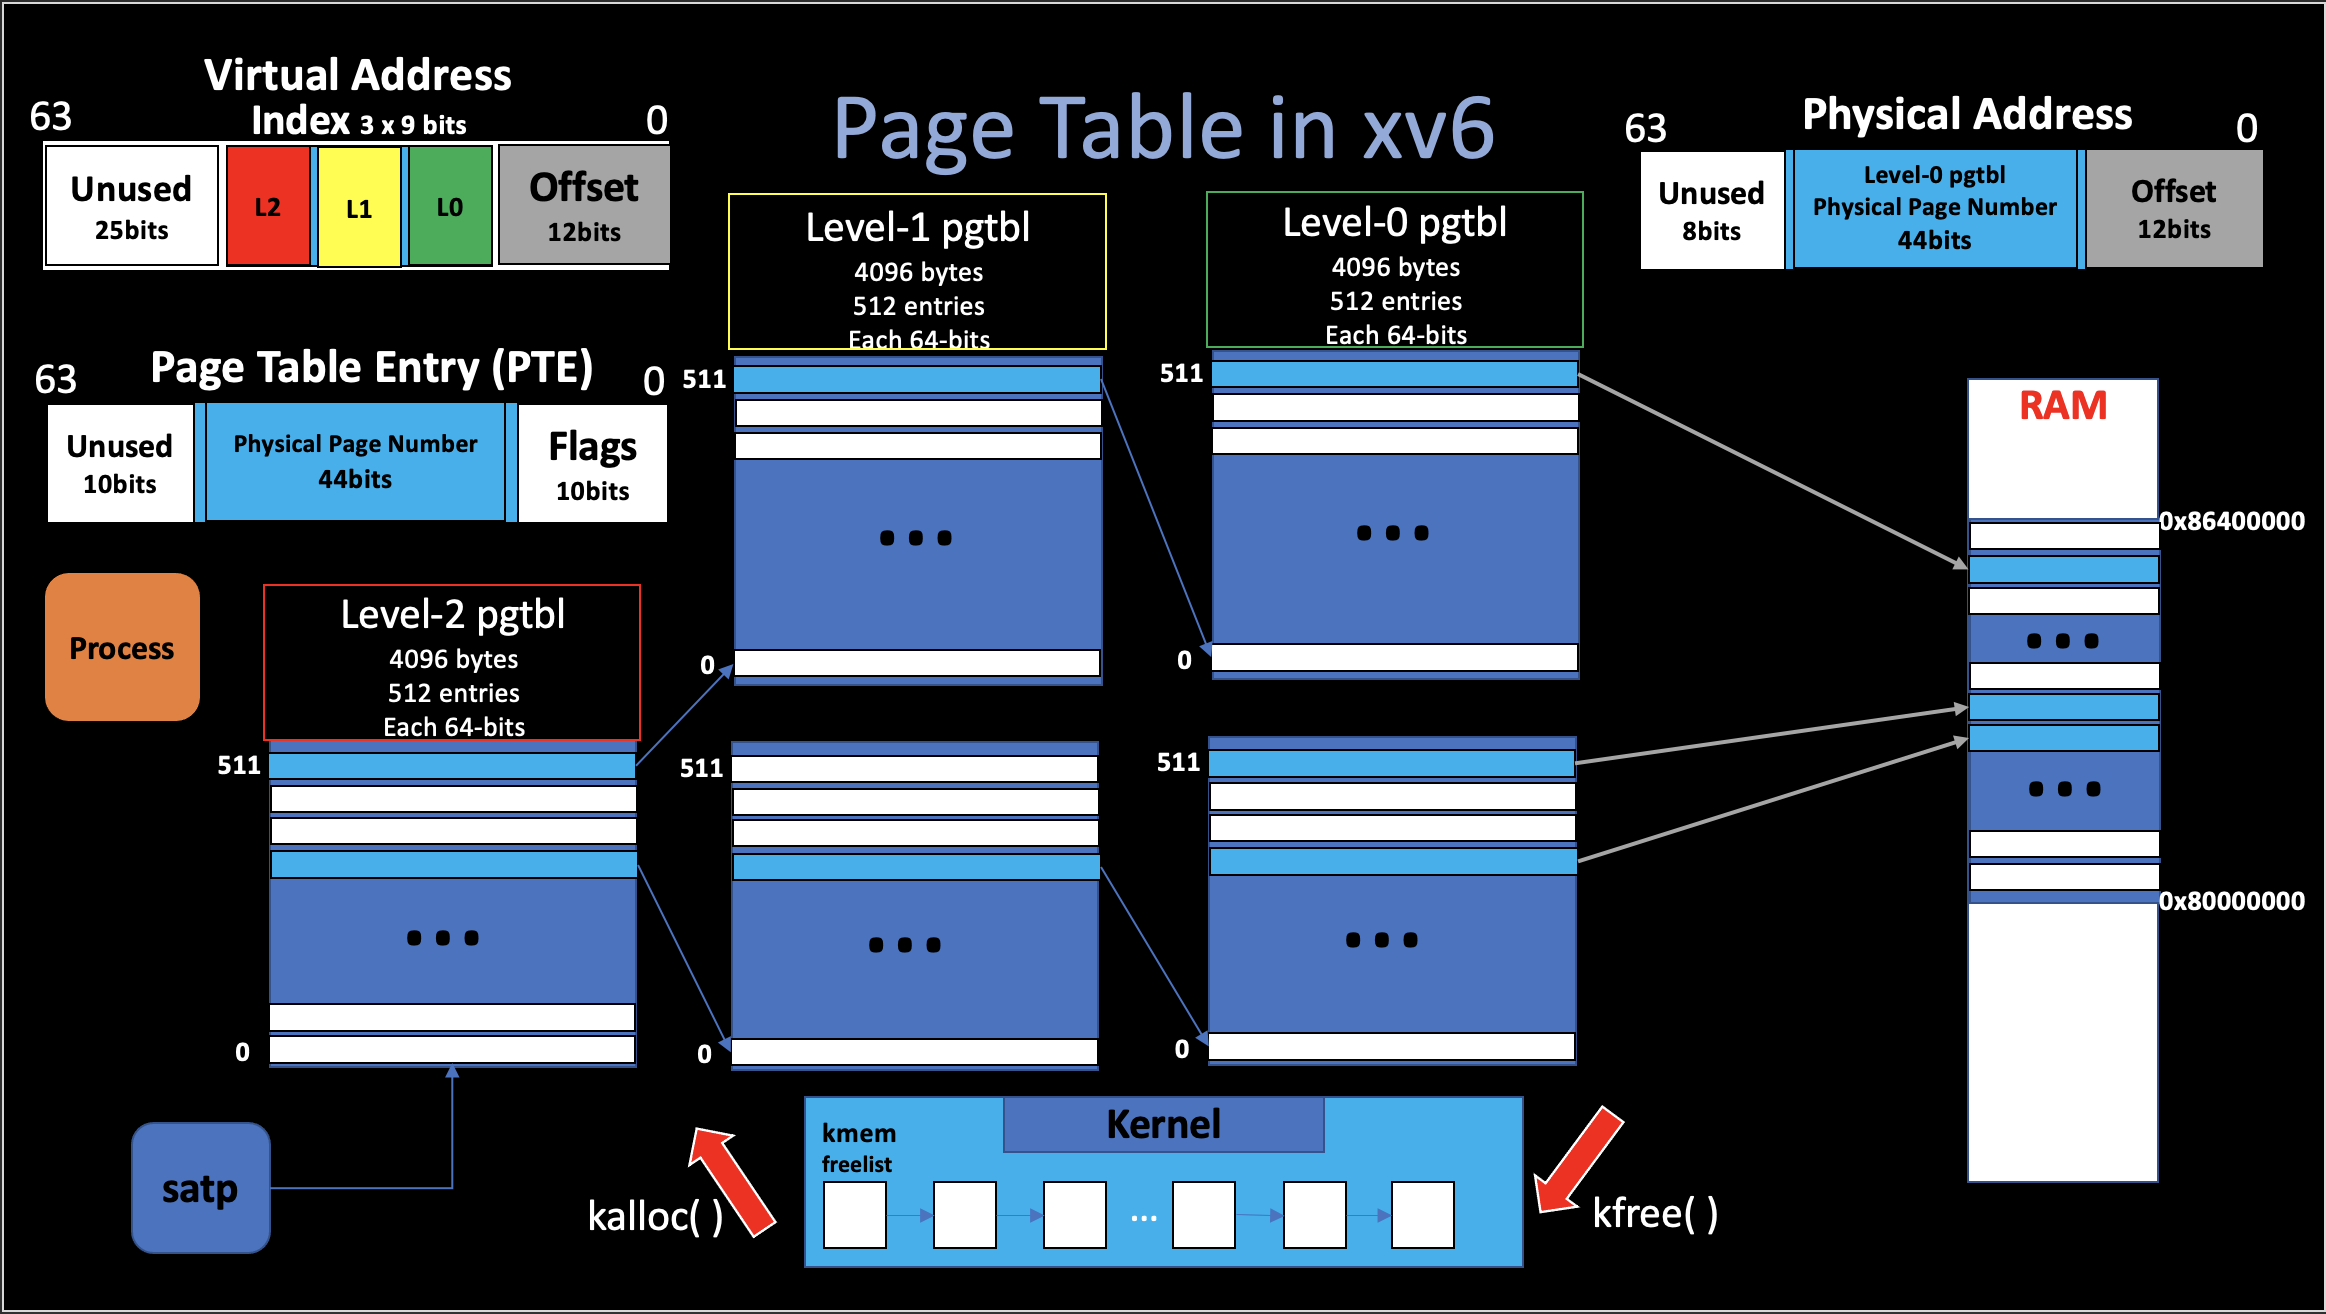 Page Table in xv6
Virtual Address
63
Index 3 x 9 bits
0
Unused
25bits
L2
L1
L0
Offset
12bits
Page Table Entry (PTE)
63
0
Unused
10bits
Physical Page Number
44bits
Flags
10bits
Physical Address
63
0
Unused
8bits
Level-0 pgtbl
Physical Page Number
44bits
Offset
12bits
Process
Level-2 pgtbl
4096 bytes
512 entries
Each 64-bits
511
...
0
satp
Level-1 pgtbl
4096 bytes
512 entries
Each 64-bits
511
...
0
511
...
0
Level-0 pgtbl
4096 bytes
512 entries
Each 64-bits
511
...
0
511
...
0
RAM
0x86400000
...
...
0x80000000
Kernel
kmem
freelist
...
kalloc( )
kfree( )